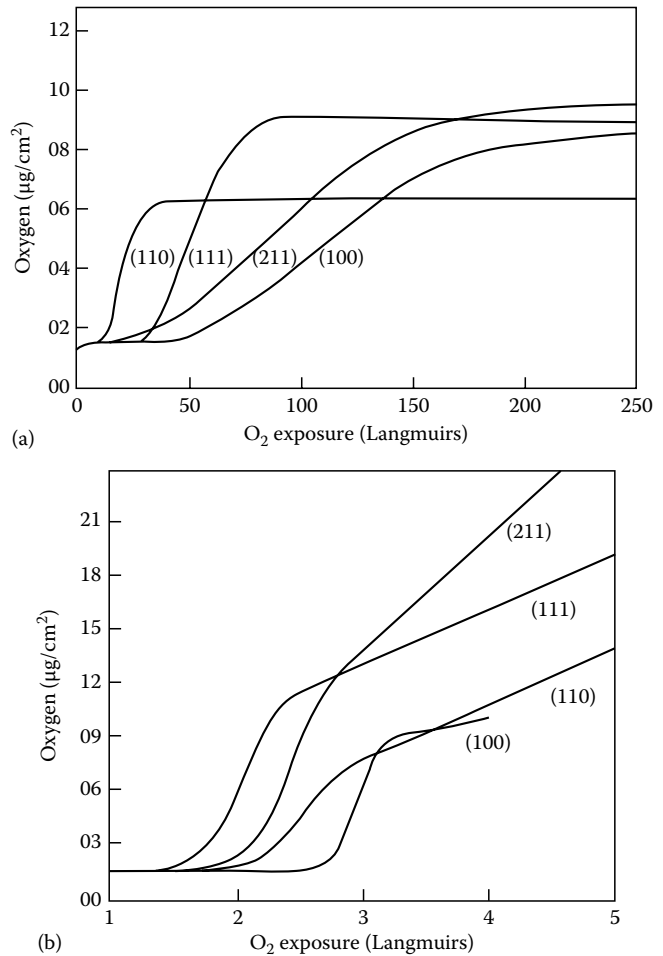 12
10
08
06
04
02
00
Oxygen (µg/cm²)
(110) (111) (211) (100)
0 50 100 150 200 250
(a) O₂ exposure (Langmuirs)
21
18
15
12
09
06
03
00
Oxygen (µg/cm²)
(211)
(111)
(110)
(100)
1 2 3 4 5
(b) O₂ exposure (Langmuirs)